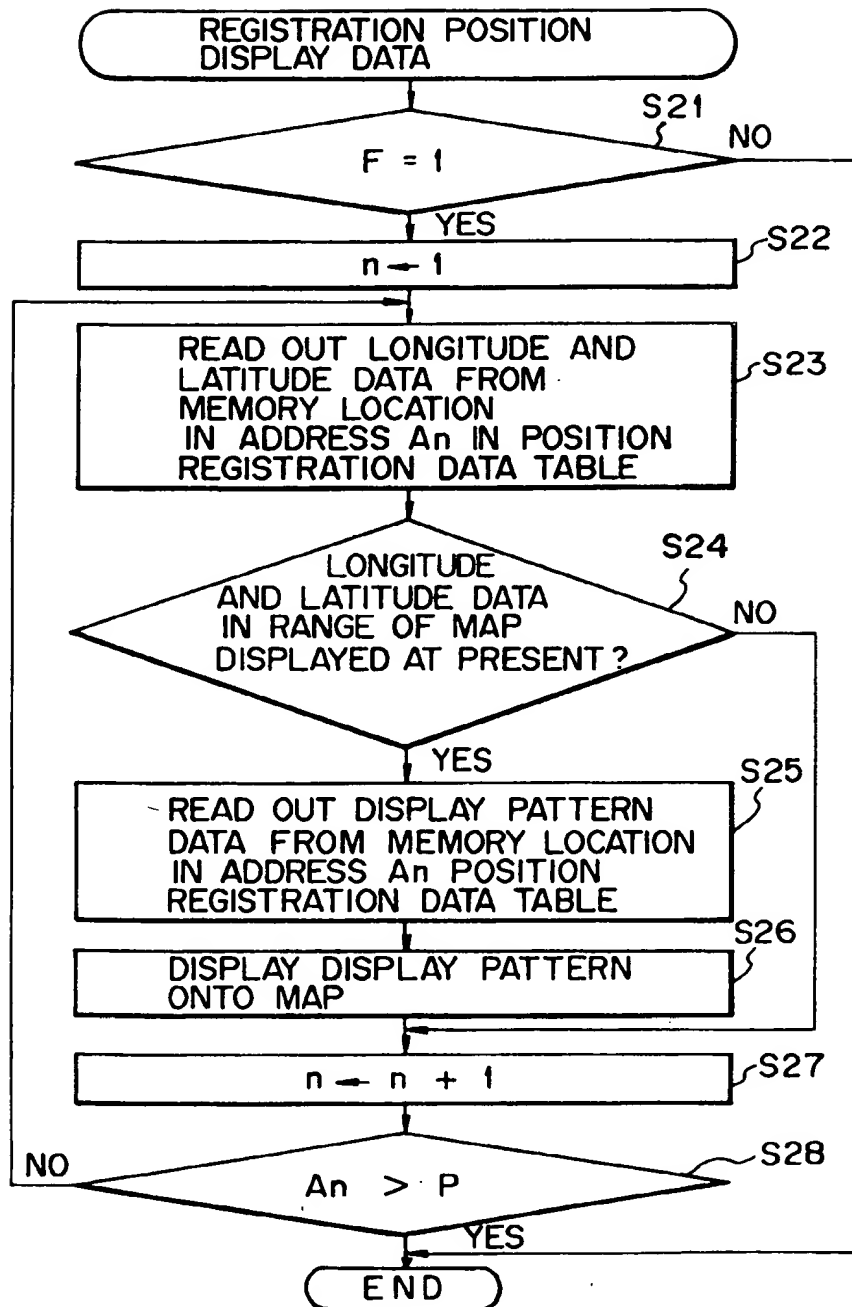 REGISTRATION POSITION
DISPLAY DATA
S21
NO
F = 1
YES
S22
n ← 1
READ OUT LONGITUDE AND
LATITUDE DATA FROM
MEMORY LOCATION
IN ADDRESS An IN POSITION
REGISTRATION DATA TABLE
S23
S24
LONGITUDE
AND LATITUDE DATA
IN RANGE OF MAP
DISPLAYED AT PRESENT?
NO
YES
S25
READ OUT DISPLAY PATTERN
DATA FROM MEMORY LOCATION
IN ADDRESS An POSITION
REGISTRATION DATA TABLE
S26
DISPLAY DISPLAY PATTERN
ONTO MAP
n ← n + 1
S27
NO
An > P
S28
YES
END